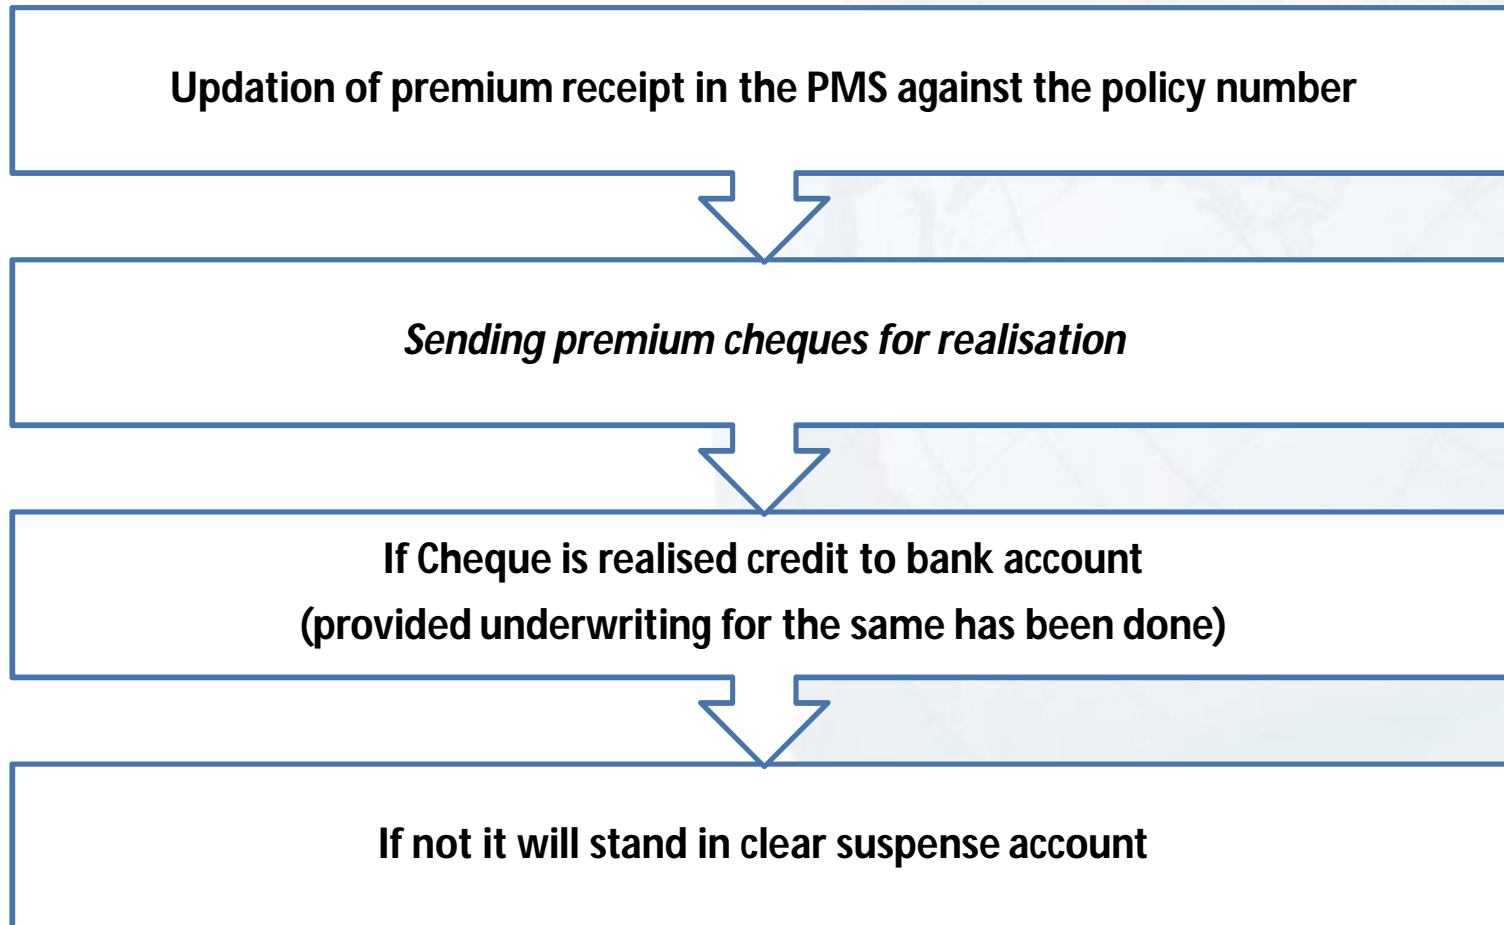 Updation of premium receipt in the PMS against the policy number
Sending premium cheques for realisation
If Cheque is realised credit to bank account
(provided underwriting for the same has been done)
If not it will stand in clear suspense account